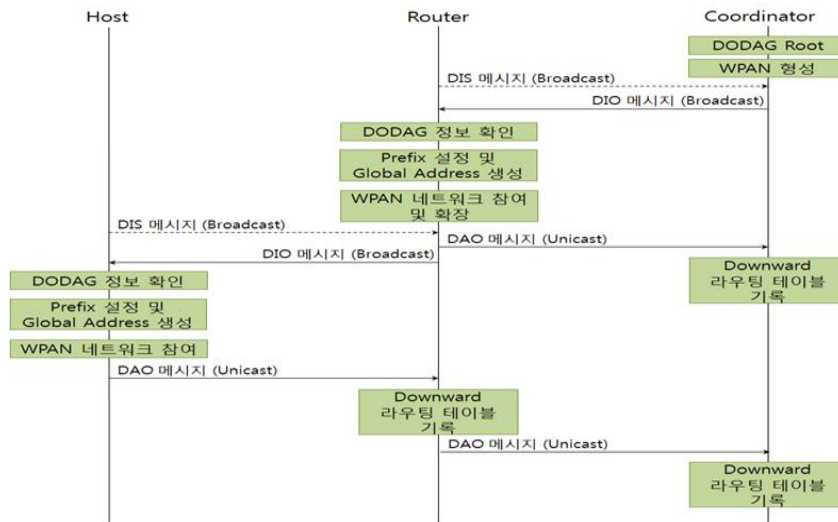 Host
Router
Coordinator
DODAG Root
WPAN 형성
DIS 메시지 (Broadcast)
DIO 메시지 (Broadcast)
DODAG 정보 확인
Prefix 설정 및
Global Address 생성
WPAN 네트워크 참여
및 확장
DIS 메시지 (Broadcast)
DAO 메시지 (Unicast)
DIO 메시지 (Broadcast)
Downward
라우팅 테이블
기록
DODAG 정보 확인
Prefix 설정 및
Global Address 생성
WPAN 네트워크 참여
DAO 메시지 (Unicast)
Downward
라우팅 테이블
기록
DAO 메시지 (Unicast)
Downward
라우팅 테이블
기록